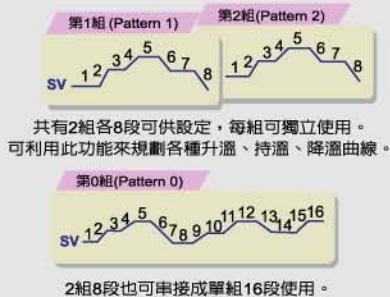 第1組 (Pattern 1)
第2組 (Pattern 2)
SV 1 2 3 4 5 6 7 8
1 2 3 4 5 6 7 8
共有2組各8段可供設定，每組可獨立使用。
可利用此功能來規劃各種升溫、持溫、降溫曲線。
第0組(Pattern 0)
SV 1 2 3 4 5 6 7 8 9 10 11 12 13 14 15 16
2組8段也可串接成單組16段使用。